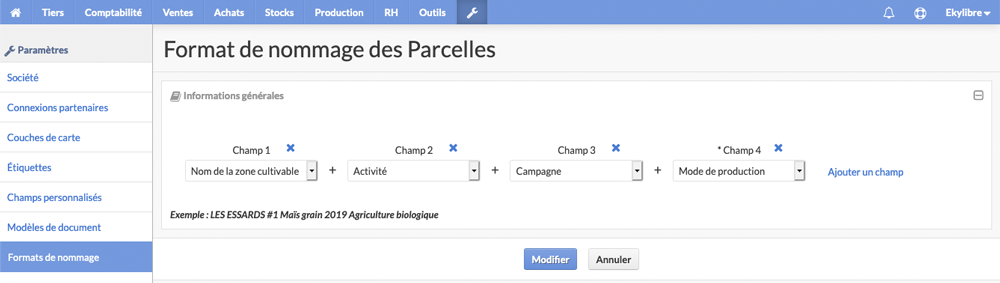 Tiers Comptabilité Ventes Achats Stocks Production RH Outils Ekylibre
Paramètres
Société
Connexions partenaires
Couches de carte
Étiquettes
Champs personnalisés
Modèles de document
Formats de nommage
Format de nommage des Parcelles
Informations générales
Champ 1 Champ 2 Champ 3 * Champ 4
Nom de la zone cultivable + Activité + Campagne + Mode de production Ajouter un champ
Exemple : LES ESSARDS #1 Maïs grain 2019 Agriculture biologique
Modifier Annuler